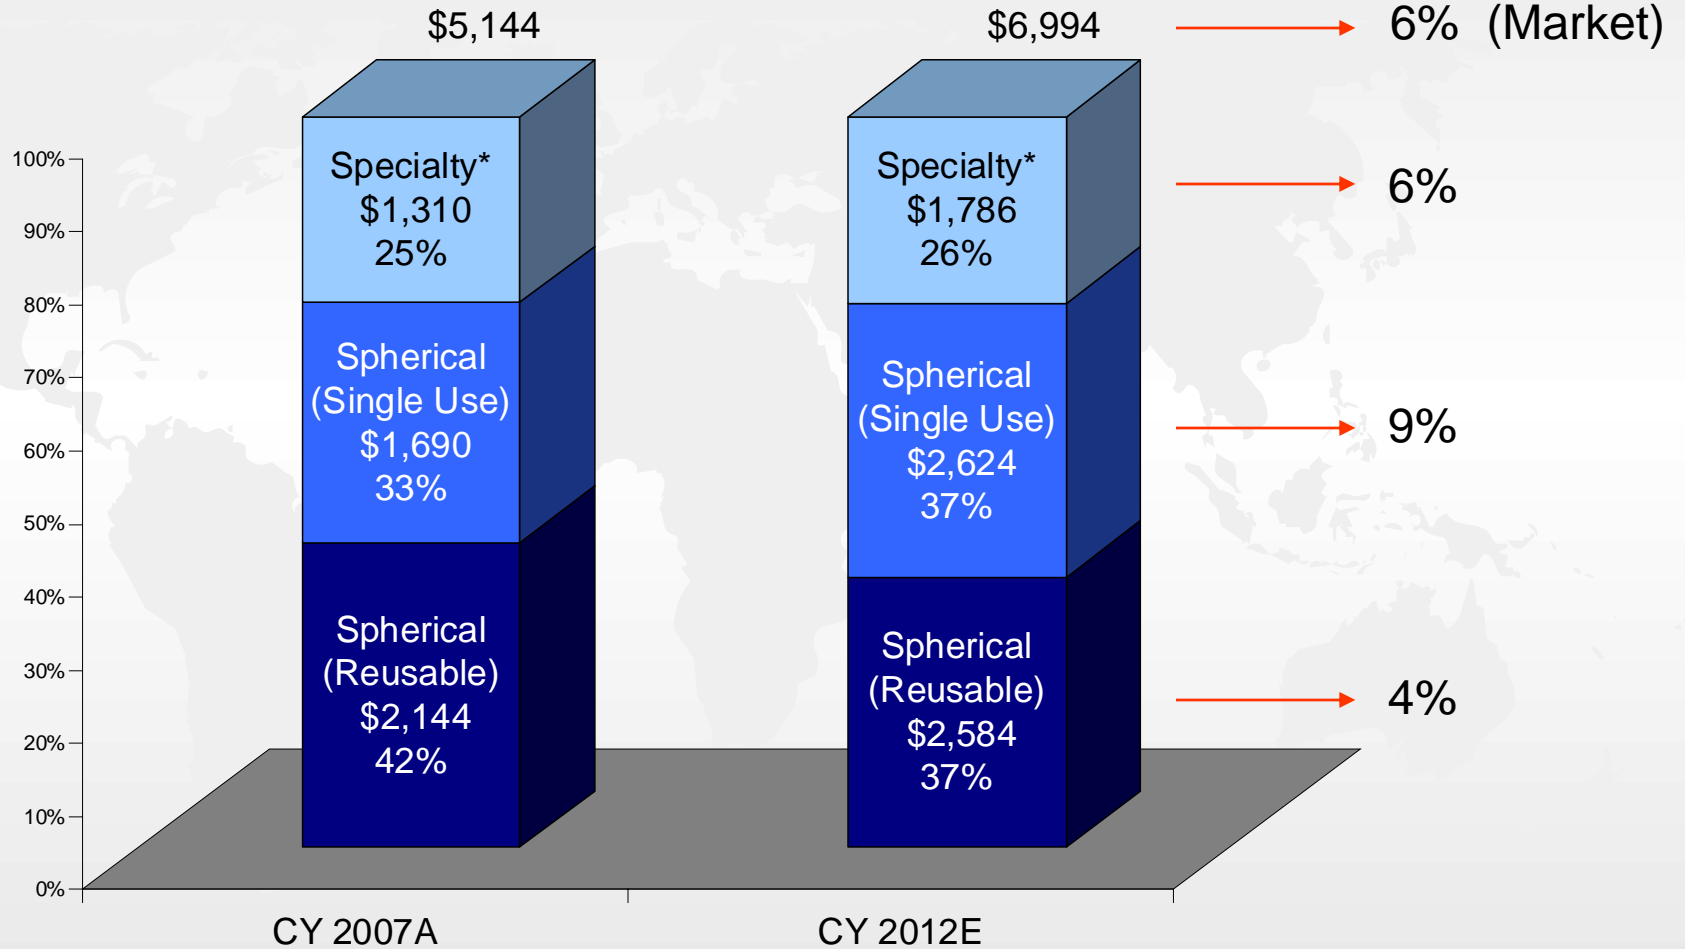 $5,144
$6,994
6% (Market)
100%
90%
80%
70%
60%
50%
40%
30%
20%
10%
0%
Specialty*
$1,310
25%
Spherical
(Single Use)
$1,690
33%
Spherical
(Reusable)
$2,144
42%
Specialty*
$1,786
26%
Spherical
(Single Use)
$2,624
37%
Spherical
(Reusable)
$2,584
37%
6%
9%
4%
CY 2007A
CY 2012E